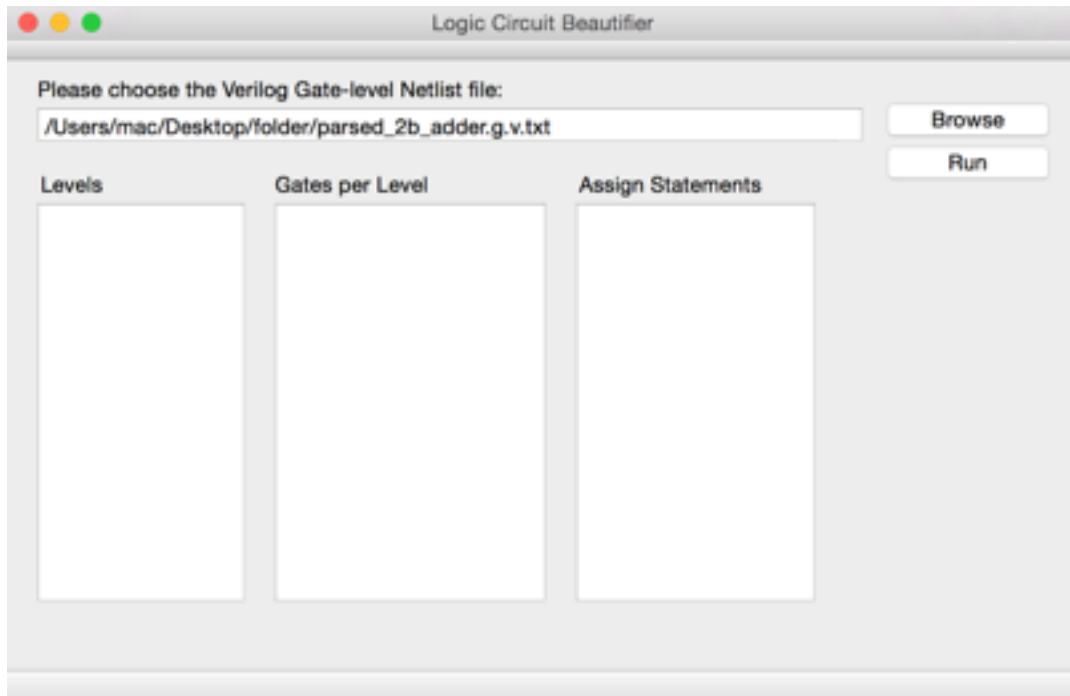 Logic Circuit Beautifier
Please choose the Verilog Gate-level Netlist file:
/Users/mac/Desktop/folder/parsed_2b_adder.g.v.txt
Browse
Run
Levels
Gates per Level
Assign Statements